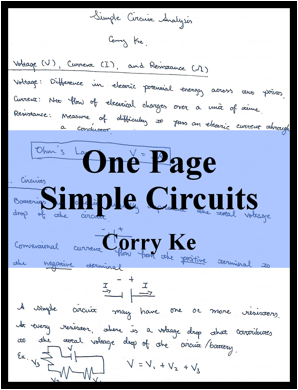 Simple Circuit Analysis
Corry Ke.
Voltage (V), Current (I), and Resistance (Ω)
Voltage: Difference in electric potential energy across two points.
Current: Net flow of electrical charges over a unit of time.
Resistance: Measure of difficulty to pass an electric current through
a conductor.
Ohm's La V =
One Page
Simple Circuits
Corry Ke
Circuits
the total voltage
drop of the circuit
- + -
Conventional current flow from the positive terminal to
the negative terminal
- +
I I
A simple circuit may have one or more resistors.
At every resistor, there is a voltage drop that contributes
to the total voltage drop of the circuit/battery.
Ex.
V₃ V₁
V₂
V
V = V₁ + V₂ + V₃